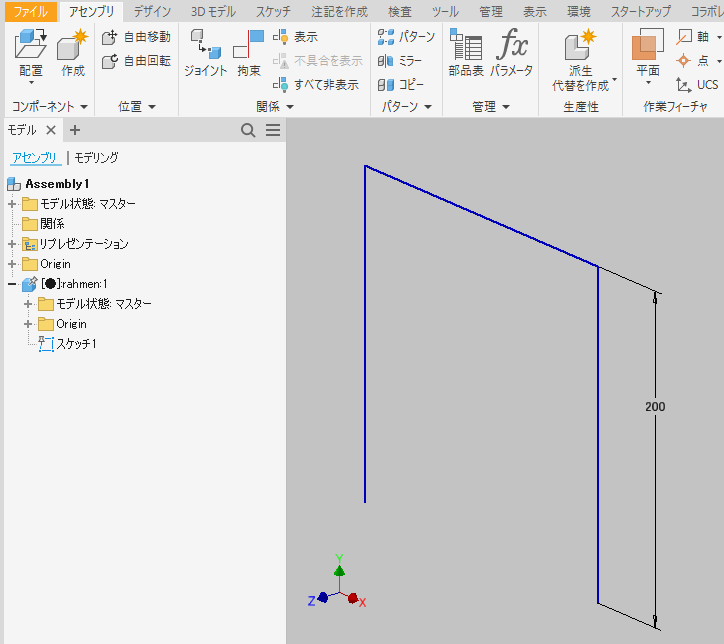 ファイル アセンブリ デザイン 3D モデル スケッチ 注記を作成 検査 ツール 管理 表示 環境 スタートアップ コラボレ
配置 作成 自由移動 自由回転 ジョイント 拘束 表示 不具合を表示 すべて非表示 パターン ミラー コピー 部品表 パラメータ 派生 代替を作成 平面 軸 点 UCS
コンポーネント 位置 関係 パターン 管理 生産性 作業フィーチャ
モデル
アセンブリ モデリング
Assembly1
モデル状態: マスター
関係
リプレゼンテーション
Origin
[●]:rahmen:1
モデル状態: マスター
Origin
スケッチ1
200
Y
Z X